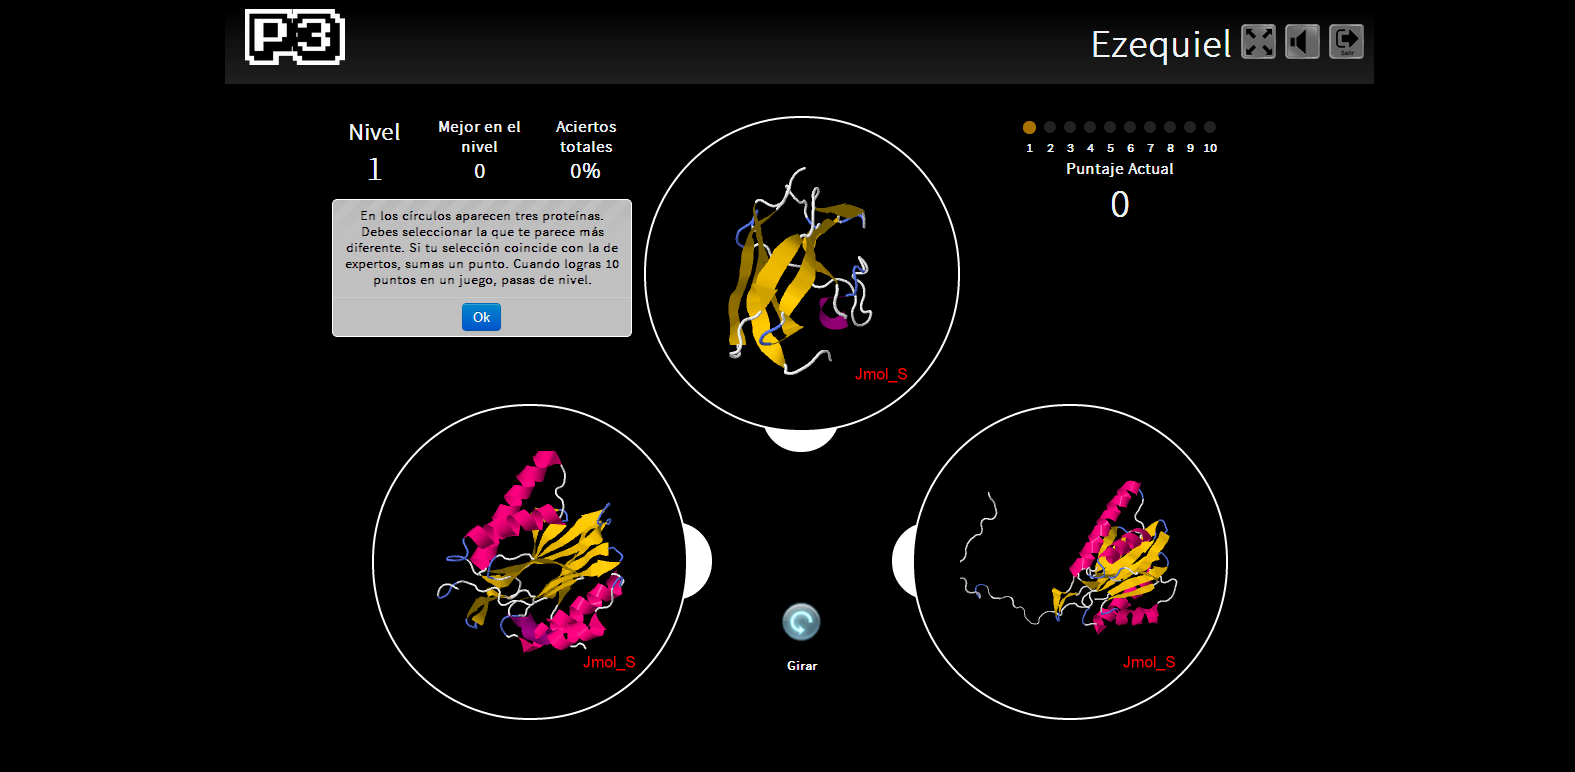 P3
Ezequiel
Salir
Nivel
1
Mejor en el
nivel
0
Aciertos
totales
0%
1 2 3 4 5 6 7 8 9 10
Puntaje Actual
0
En los círculos aparecen tres proteínas.
Debes seleccionar la que te parece más
diferente. Si tu selección coincide con la de
expertos, sumas un punto. Cuando logras 10
puntos en un juego, pasas de nivel.
Ok
Jmol_S
Jmol_S
Jmol_S
Girar